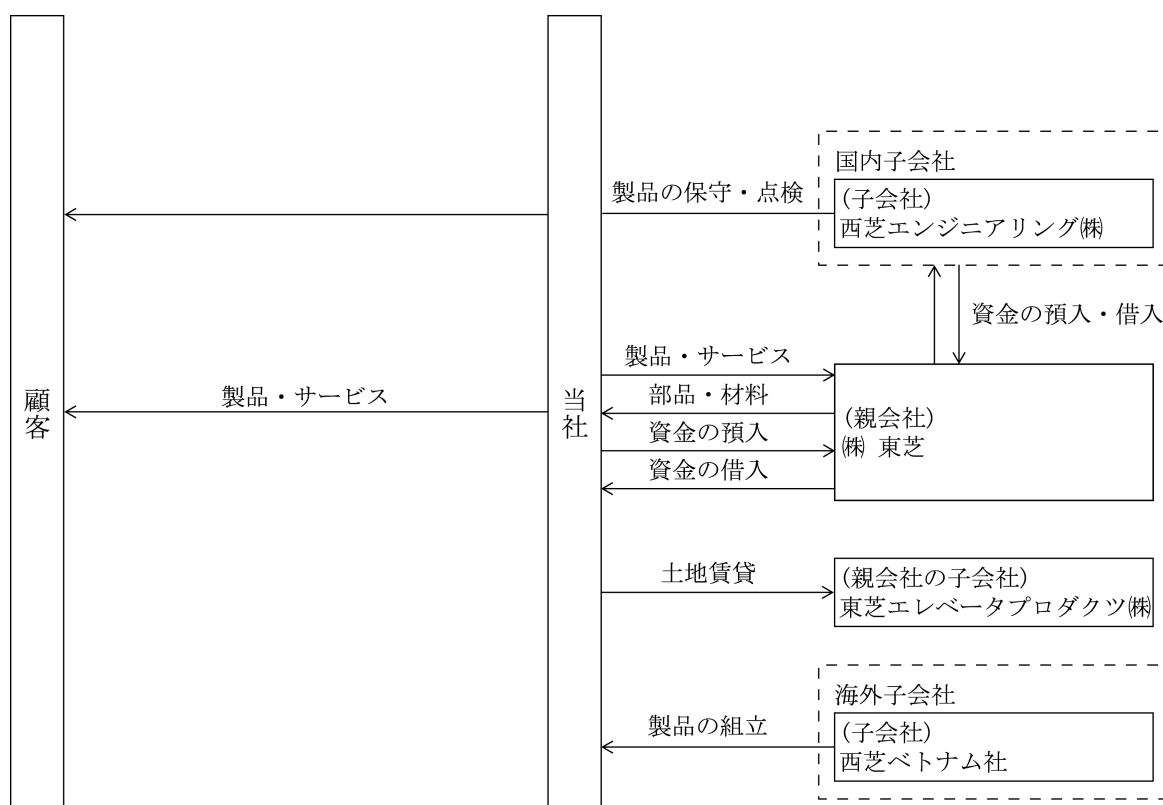 国内子会社
製品の保守・点検
(子会社)
西芝エンジニアリング㈱
資金の預入・借入
製品・サービス
顧客
製品・サービス
当社
部品・材料
資金の預入
資金の借入
(親会社)
㈱ 東芝
土地賃貸
(親会社の子会社)
東芝エレベータプロダクツ㈱
海外子会社
製品の組立
(子会社)
西芝ベトナム社